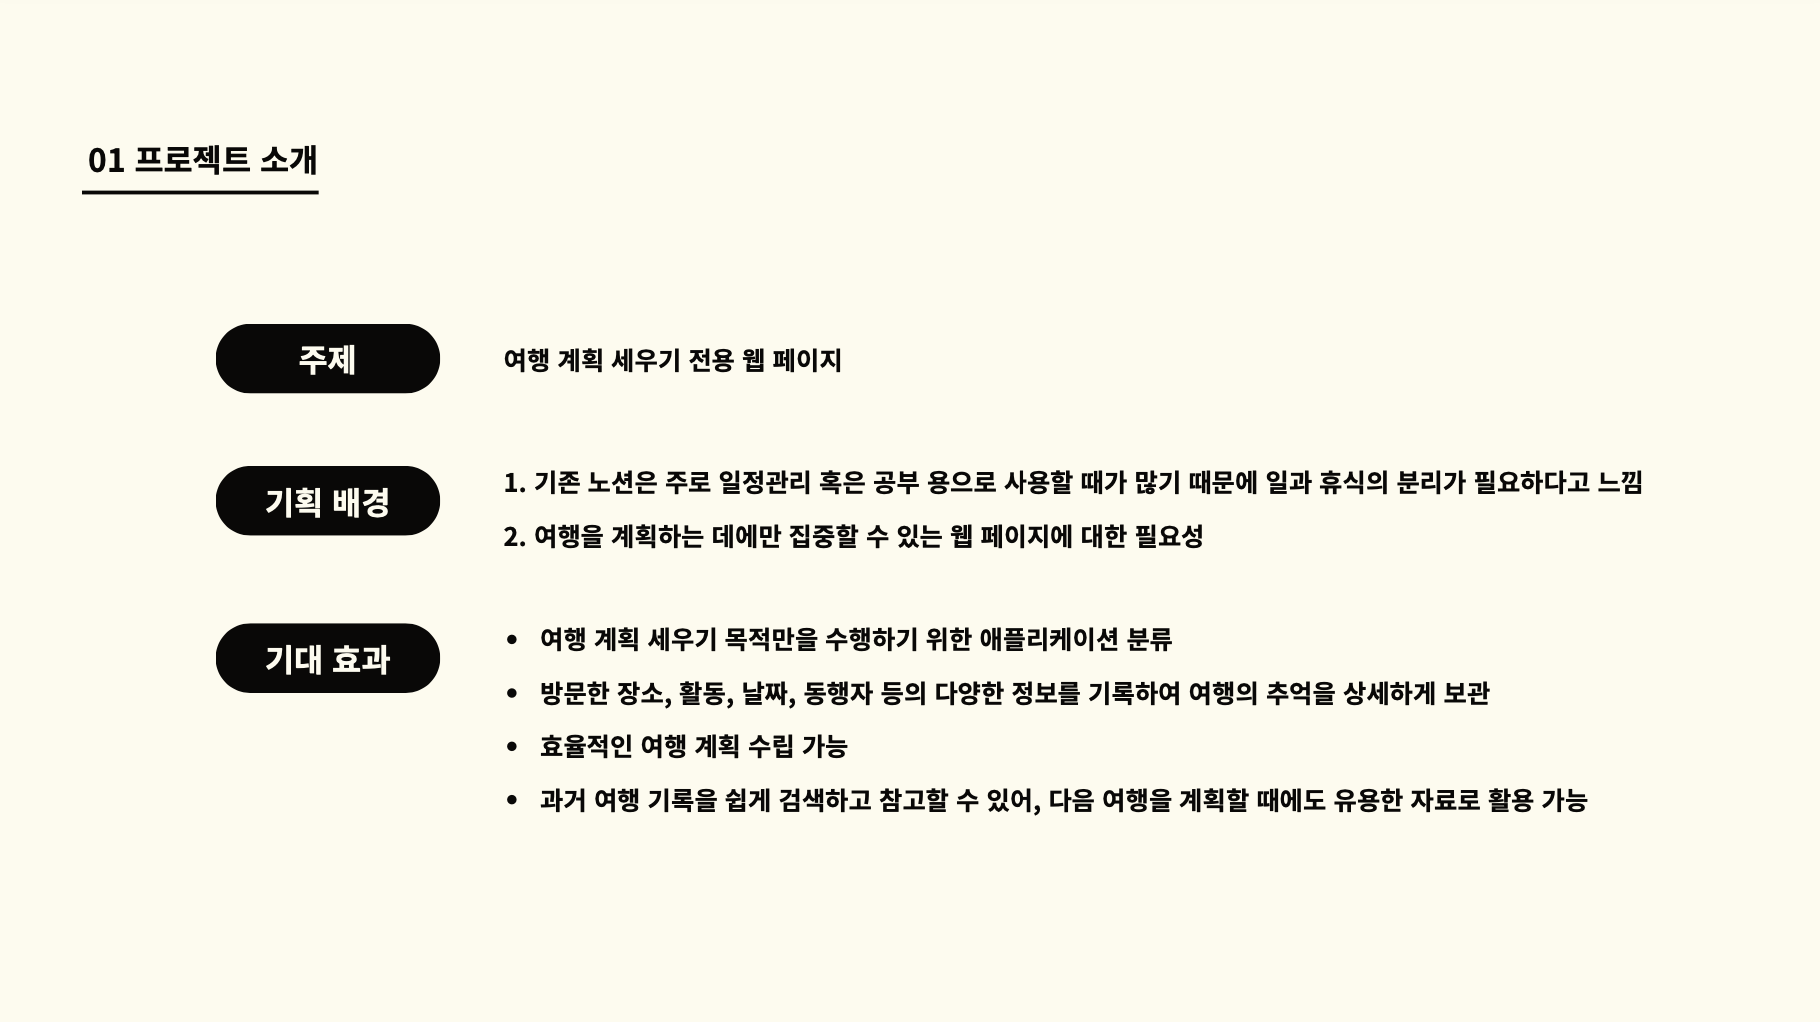 01 프로젝트 소개
주제
여행 계획 세우기 전용 웹 페이지
기획 배경
1. 기존 노션은 주로 일정관리 혹은 공부 용으로 사용할 때가 많기 때문에 일과 휴식의 분리가 필요하다고 느낌
2. 여행을 계획하는 데에만 집중할 수 있는 웹 페이지에 대한 필요성
기대 효과
• 여행 계획 세우기 목적만을 수행하기 위한 애플리케이션 분류
• 방문한 장소, 활동, 날짜, 동행자 등의 다양한 정보를 기록하여 여행의 추억을 상세하게 보관
• 효율적인 여행 계획 수립 가능
• 과거 여행 기록을 쉽게 검색하고 참고할 수 있어, 다음 여행을 계획할 때에도 유용한 자료로 활용 가능